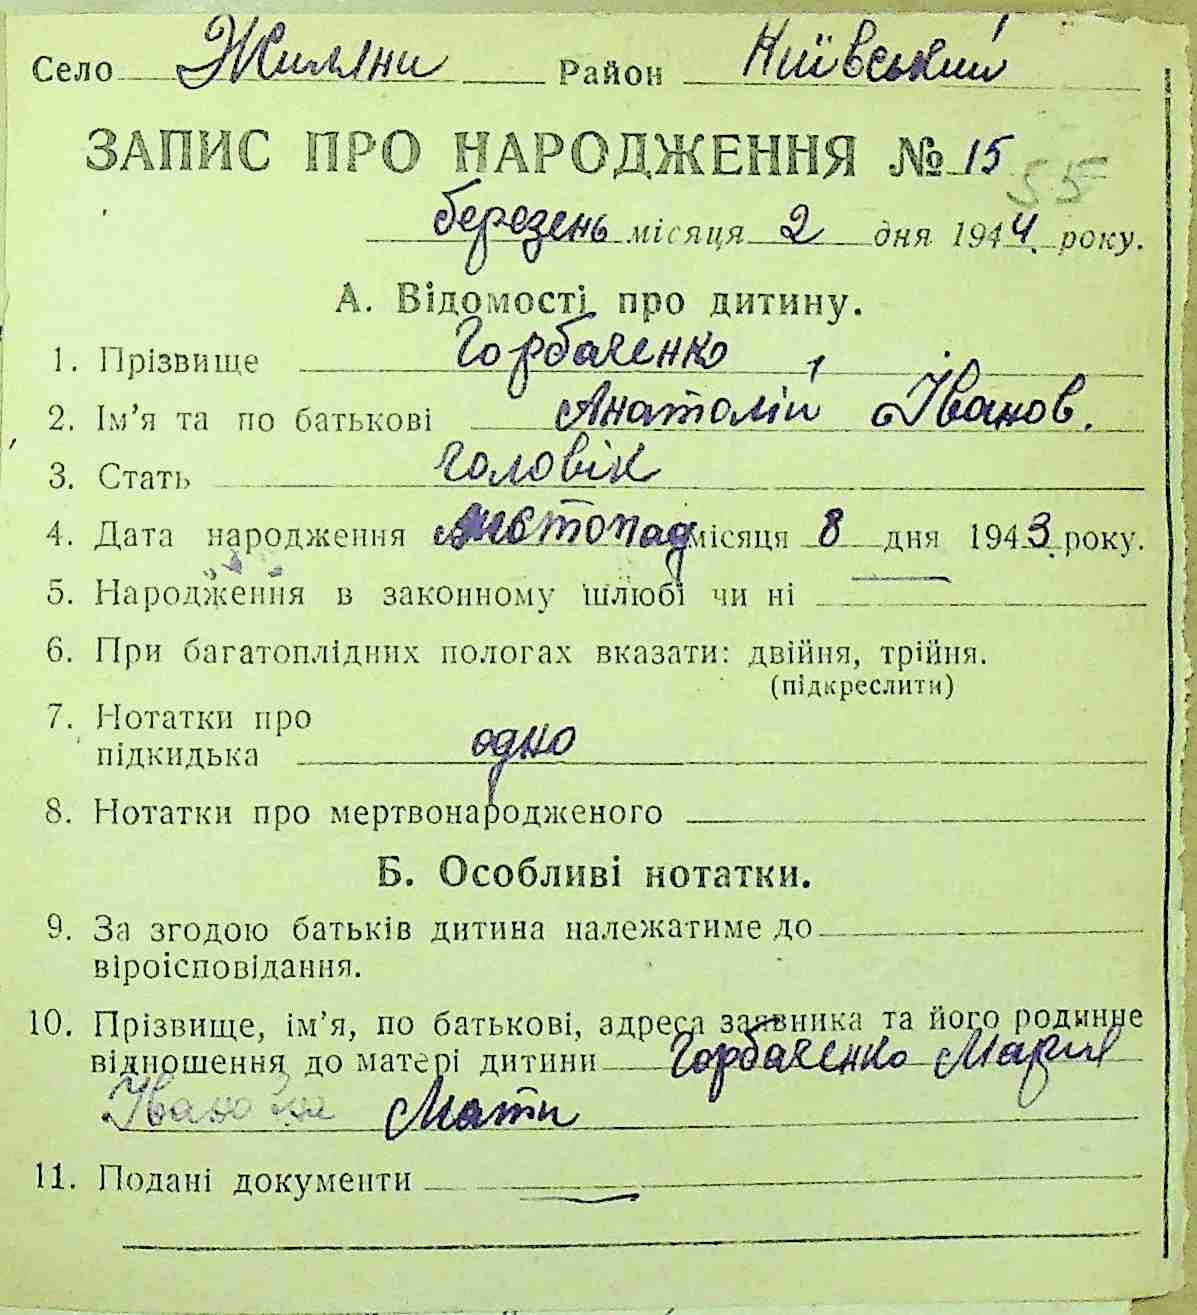 Село Жиляни Район Київський
ЗАПИС ПРО НАРОДЖЕННЯ № 15 55
березень місяця 2 дня 1944 року.
А. Відомості про дитину.
1. Прізвище Горбаченко
2. Ім'я та по батькові Анатолій Іванов.
3. Стать чоловік
4. Дата народження листопад місяця 8 дня 1943 року.
5. Народження в законному шлюбі чи ні
6. При багатоплідних пологах вказати: двійня, трійня.
(підкреслити)
7. Нотатки про
підкидька одно
8. Нотатки про мертвонародженого
Б. Особливі нотатки.
9. За згодою батьків дитина належатиме до
віроісповідання.
10. Прізвище, ім'я, по батькові, адреса заявника та його родинне
відношення до матері дитини Горбаченко Мария
Івановна Мати
11. Подані документи